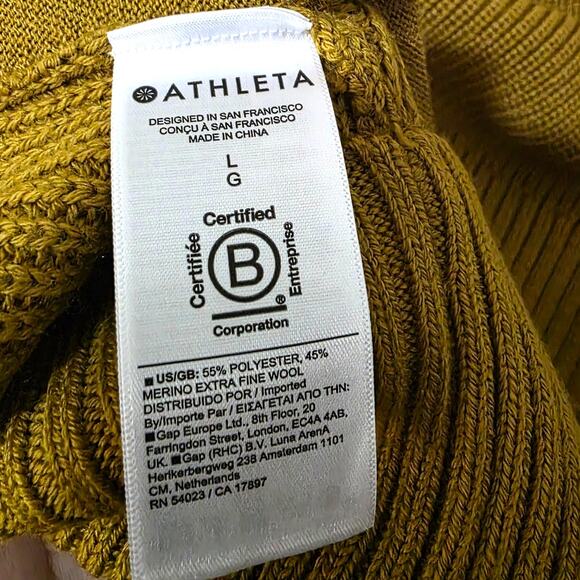 ATHLETA
DESIGNED IN SAN FRANCISCO
CONÇU À SAN FRANCISCO
MADE IN CHINA
L
G
Certified
Certifiée
B
Entreprise
®
Corporation
US/GB: 55% POLYESTER, 45%
MERINO EXTRA FINE WOOL
DISTRIBUIDO POR / Imported
By/Importe Par / ΕΙΣΑΓΕΤΑΙ ΑΠΟ ΤΗΝ:
Gap Europe Ltd., 8th Floor, 20
Farringdon Street, London, EC4A 4AB,
UK. Gap (RHC) B.V. Luna ArenA
Herikerbergweg 238 Amsterdam 1101
CM, Netherlands
RN 54023 / CA 17897